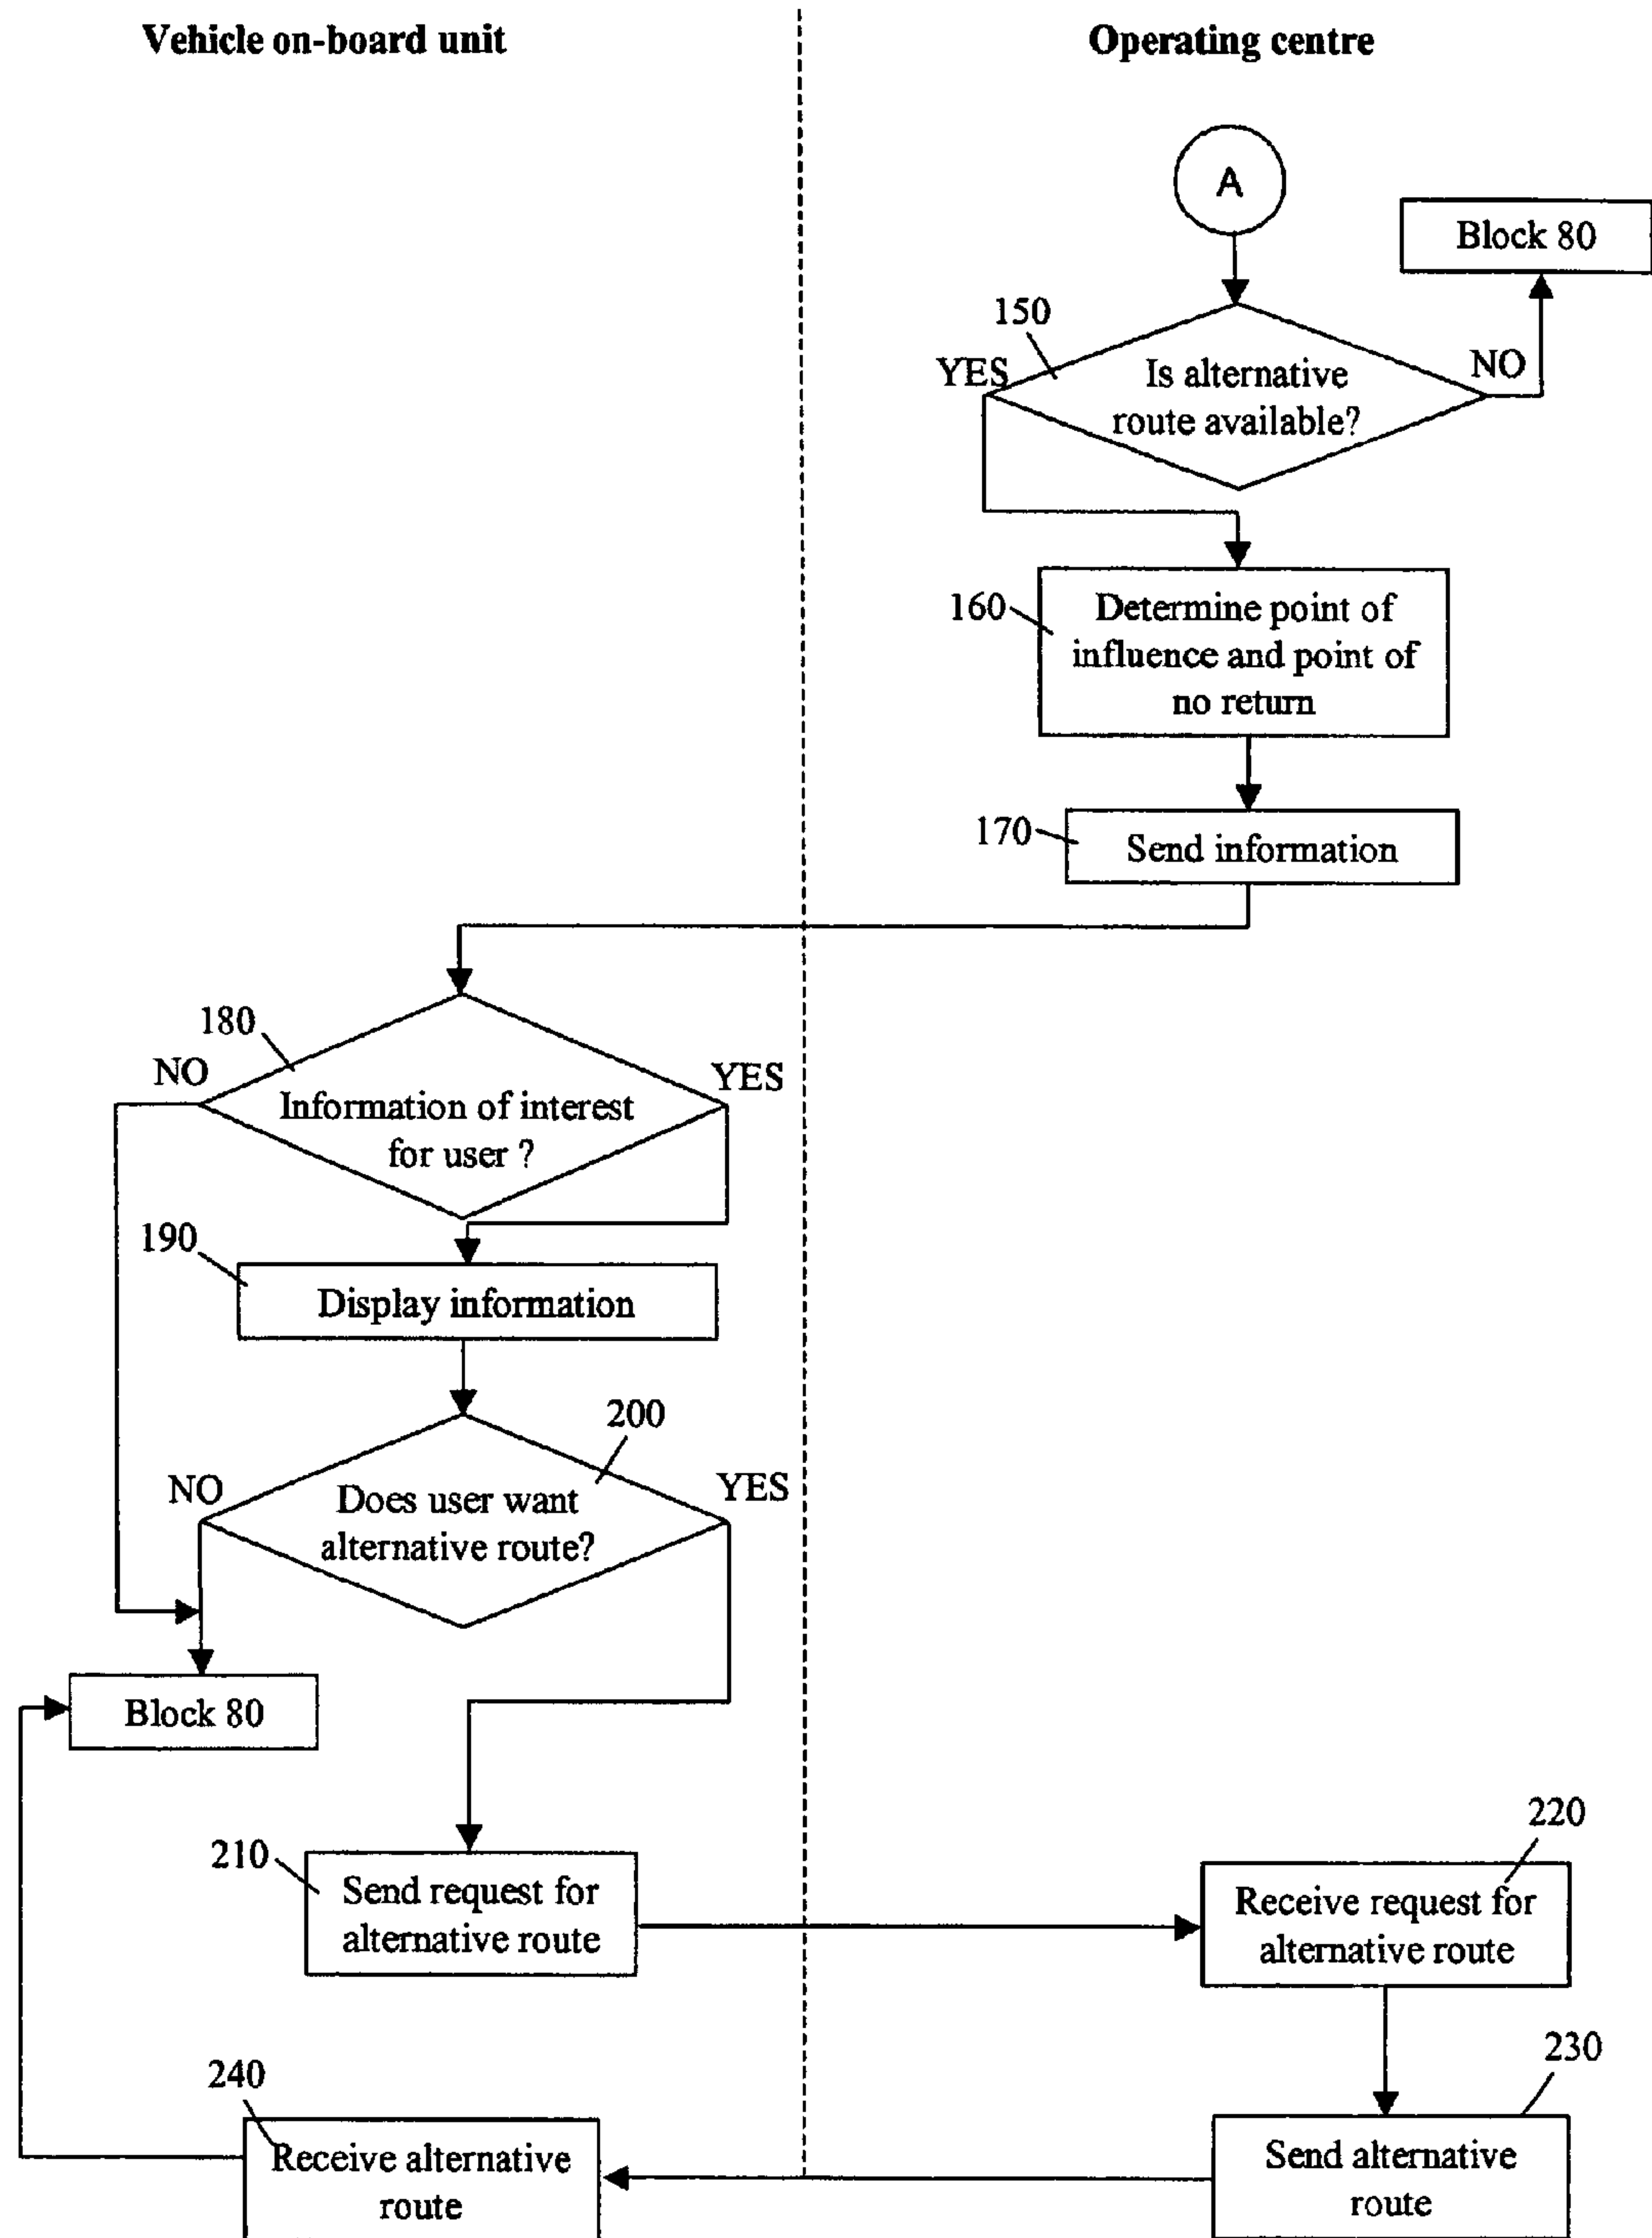 Vehicle on-board unit
Operating centre
A
Block 80
150
YES
NO
Is alternative
route available?
160
Determine point of
influence and point of
no return
170
Send information
180
NO
YES
Information of interest
for user ?
190
Display information
200
NO
YES
Does user want
alternative route?
Block 80
210
Send request for
alternative route
220
Receive request for
alternative route
230
Send alternative
route
240
Receive alternative
route